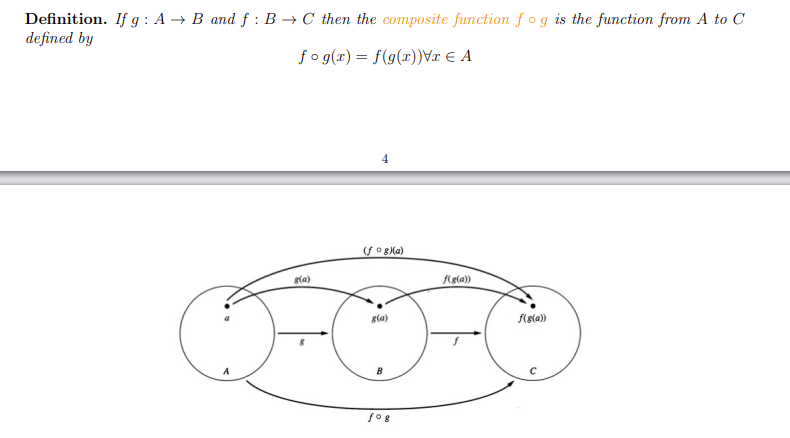 Definition. If g : A → B and f : B → C then the composite function f ∘ g is the function from A to C
defined by
f ∘ g(x) = f(g(x))∀x ∈ A
4
(f ∘ g)(a)
g(a) f(g(a))
a g(a) f(g(a))
g f
A B C
f ∘ g